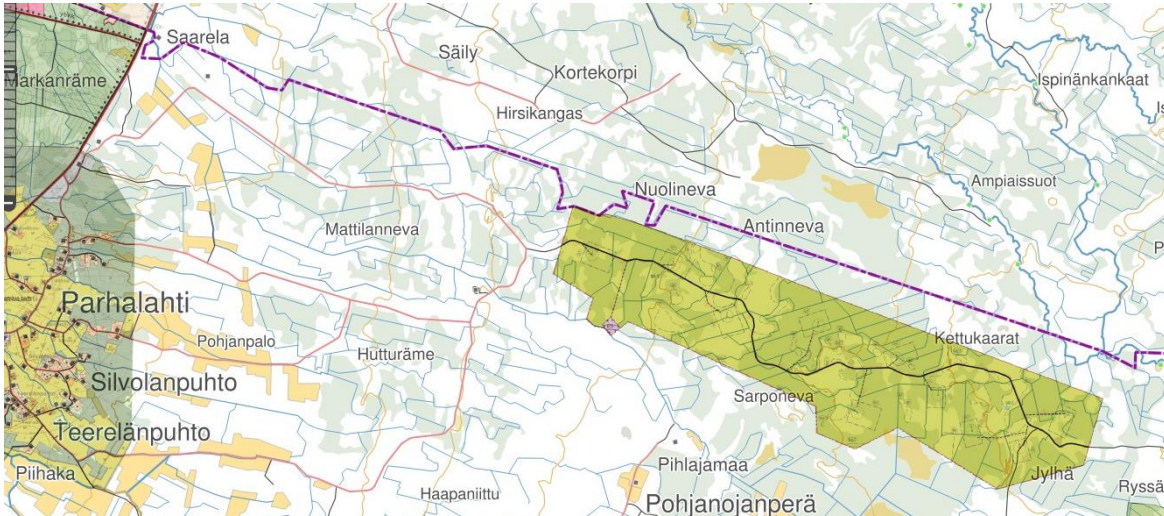 Saarela
Säily
Kortekorpi
Markanräme
Ispinänkankaat
Hirsikangas
Nuolineva
Ampiaissuot
Mattilanneva
Antinneva
Parhalahti
Pohjanpalo
Kettukaarat
Hutturäme
Silvolanpuhto
Sarponeva
Teerelänpuhto
Pihlajamaa
Piihaka
Jylhä
Ryssä
Haapaniittu
Pohjanojanperä